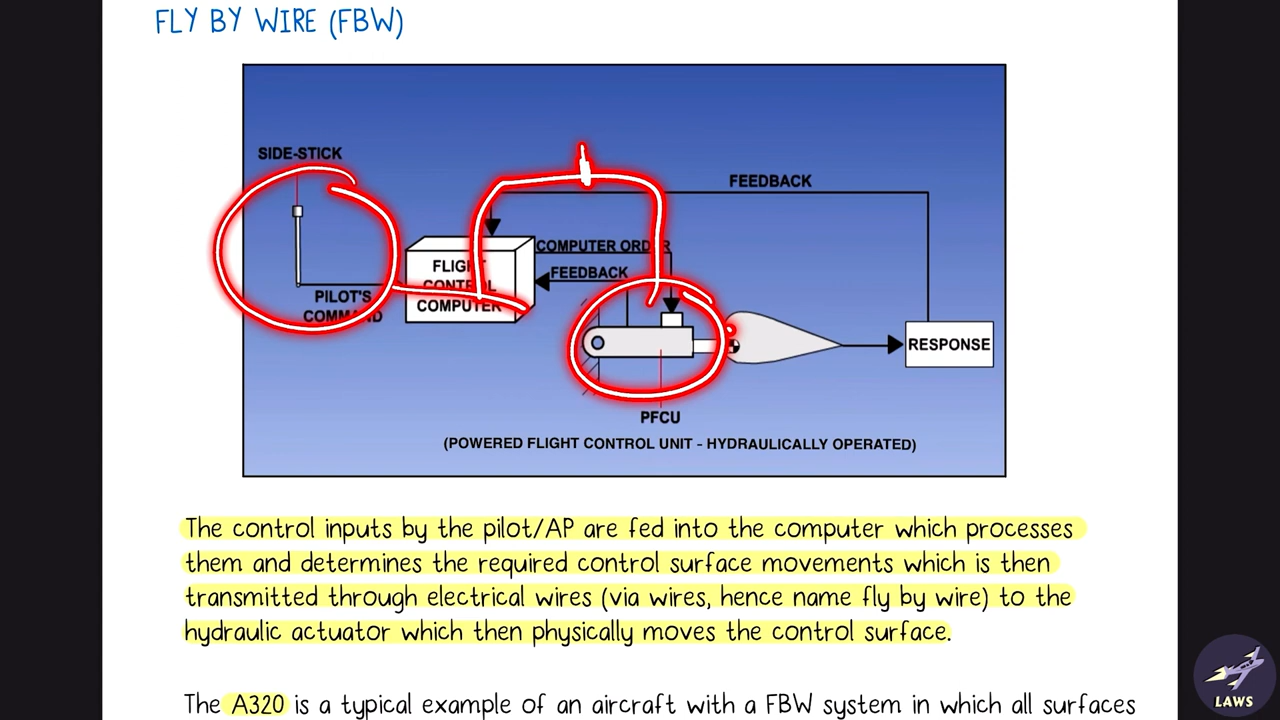 FLY BY WIRE (FBW)
SIDE-STICK
FEEDBACK
COMPUTER ORDER
FEEDBACK
FLIGHT
CONTROL
COMPUTER
PILOT'S
COMMAND
RESPONSE
PFCU
(POWERED FLIGHT CONTROL UNIT - HYDRAULICALLY OPERATED)
The control inputs by the pilot/AP are fed into the computer which processes
them and determines the required control surface movements which is then
transmitted through electrical wires (via wires, hence name fly by wire) to the
hydraulic actuator which then physically moves the control surface.
The A320 is a typical example of an aircraft with a FBW system in which all surfaces
LAWS